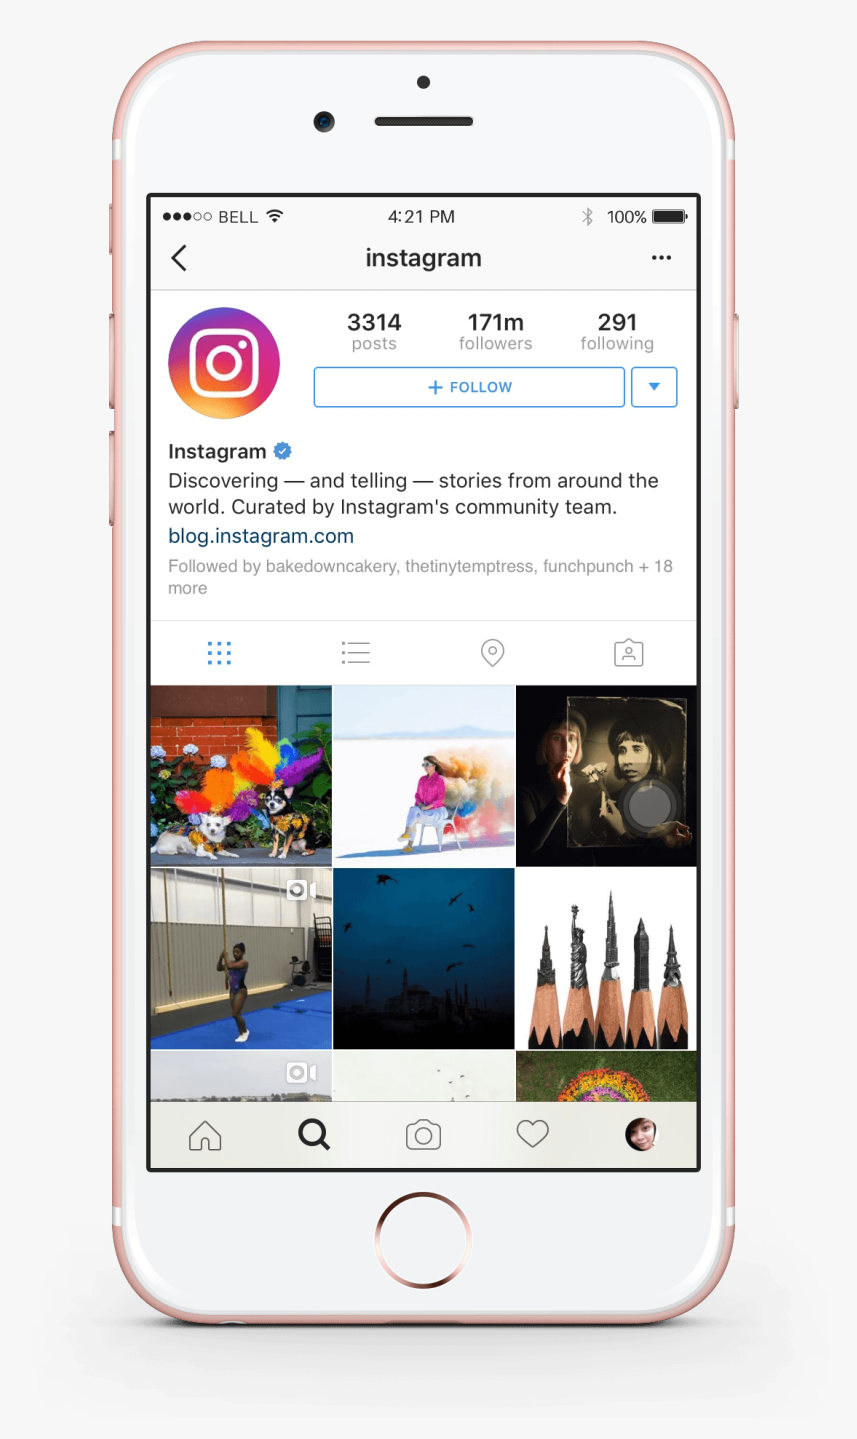 BELL 4:21 PM 100%
instagram
3314 171m 291
posts followers following
+ FOLLOW
Instagram
Discovering — and telling — stories from around the
world. Curated by Instagram's community team.
blog.instagram.com
Followed by bakedowncakery, thetinytemptress, funchpunch + 18
more